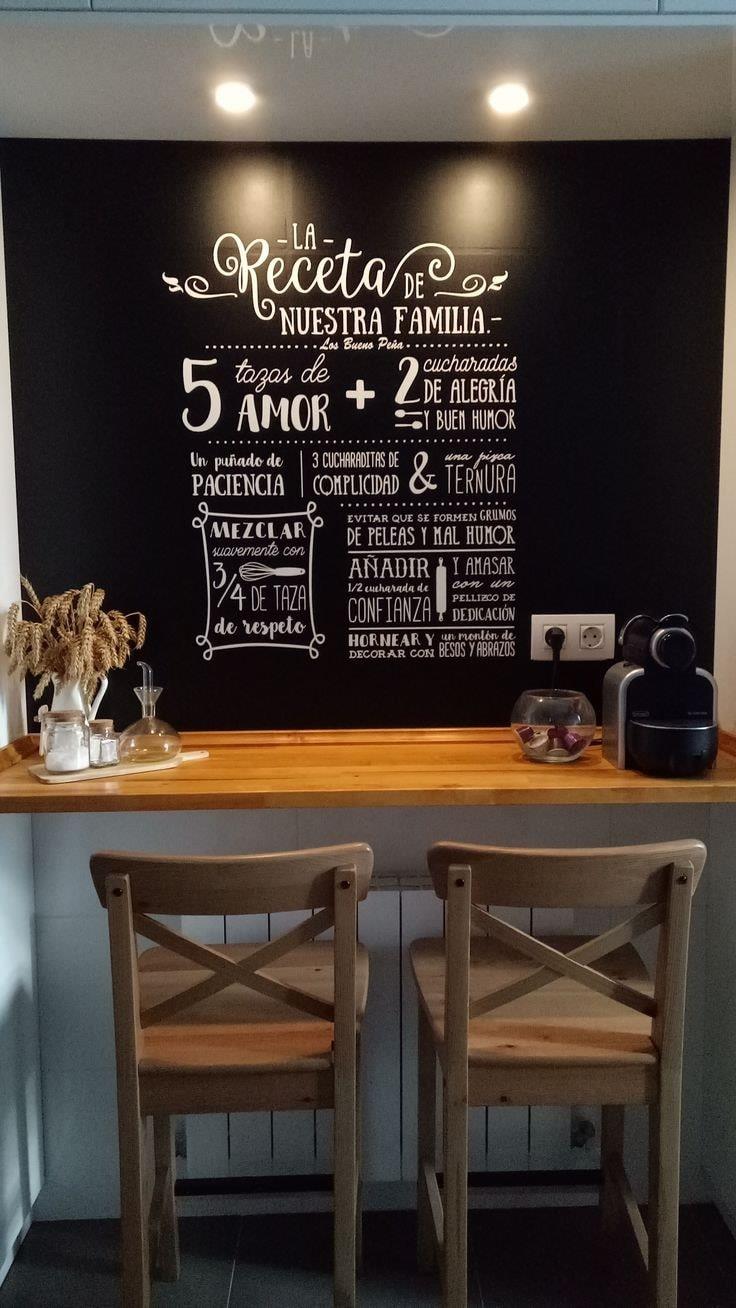 -LA-
Receta DE
NUESTRA FAMILIA.-
Los Bueno Peña
5 tazas de AMOR + 2 cucharadas DE ALEGRÍA Y BUEN HUMOR
Un puñado de PACIENCIA
3 CUCHARADITAS DE COMPLICIDAD & una pizca TERNURA
MEZCLAR
suavemente con
3/4 DE TAZA
de respeto
EVITAR QUE SE FORMEN GRUMOS
DE PELEAS Y MAL HUMOR
AÑADIR
1/2 cucharada de
CONFIANZA
Y AMASAR
con un
PELLIZCO DE
DEDICACIÓN
HORNEAR Y
DECORAR CON
un montón de
BESOS Y ABRAZOS